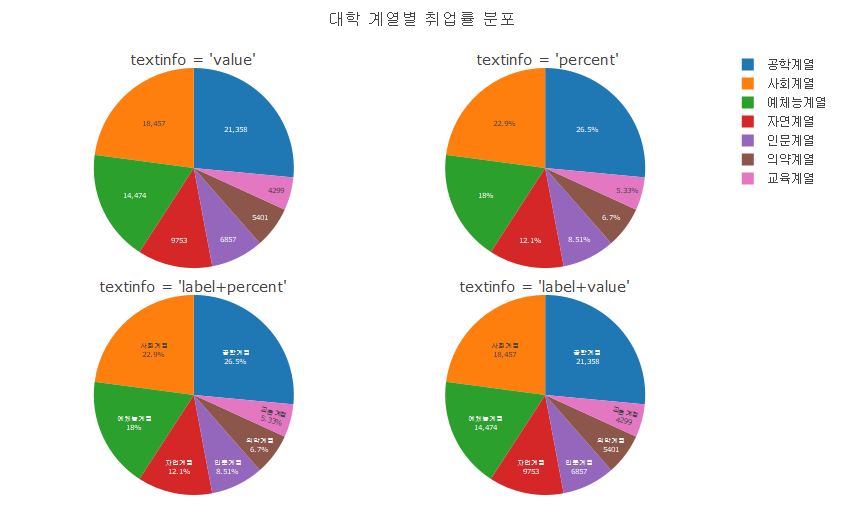 대학 계열별 취업률 분포
textinfo = 'value'
18,457
21,358
14,474
4299
5401
9753
6857
textinfo = 'percent'
22.9%
26.5%
18%
5.33%
6.7%
12.1%
8.51%
공학계열
사회계열
예체능계열
자연계열
인문계열
의약계열
교육계열
textinfo = 'label+percent'
사회계열
22.9%
공학계열
26.5%
예체능계열
18%
교육계열
5.33%
의약계열
6.7%
자연계열
12.1%
인문계열
8.51%
textinfo = 'label+value'
사회계열
18,457
공학계열
21,358
예체능계열
14,474
교육계열
4299
의약계열
5401
자연계열
9753
인문계열
6857